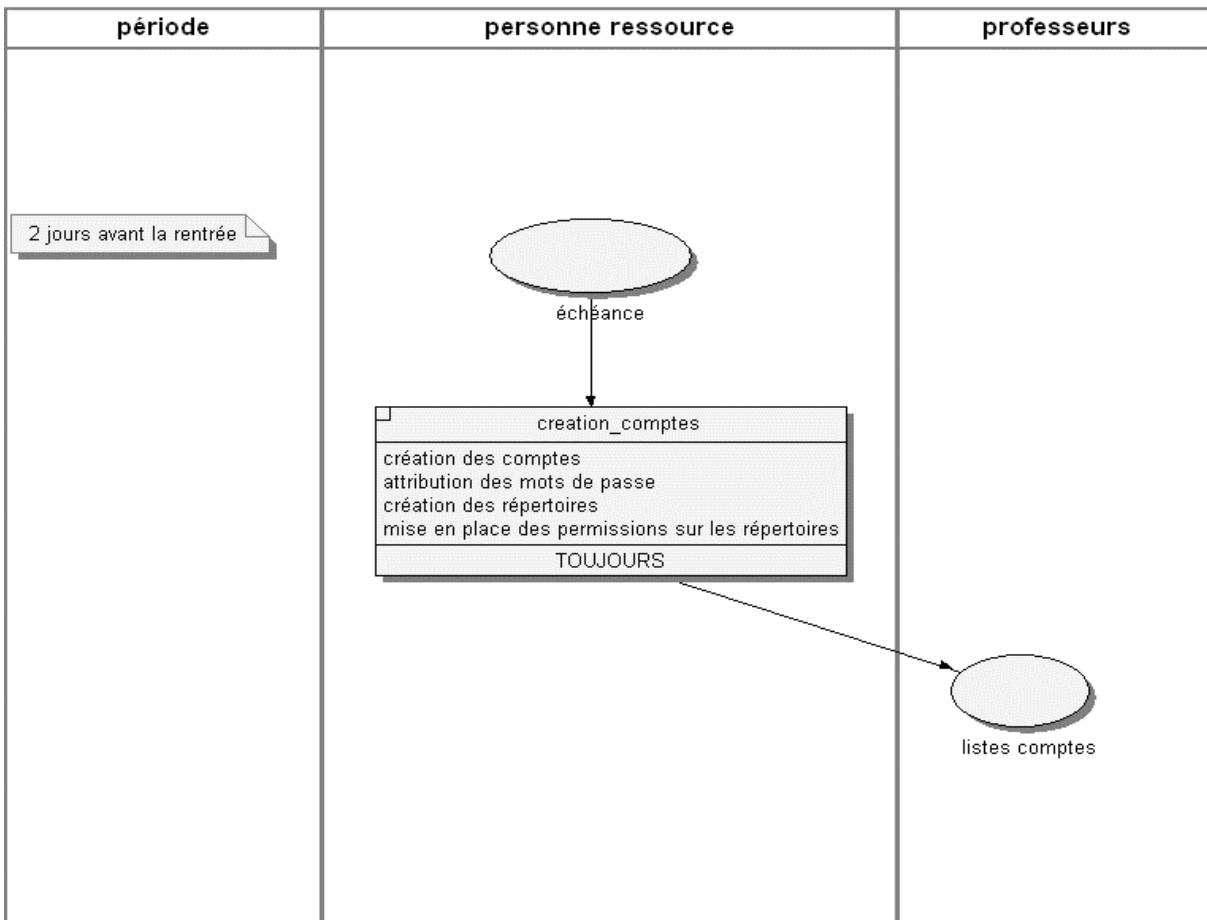 période
personne ressource
professeurs
2 jours avant la rentrée
échéance
creation_comptes
création des comptes
attribution des mots de passe
création des répertoires
mise en place des permissions sur les répertoires
TOUJOURS
listes comptes